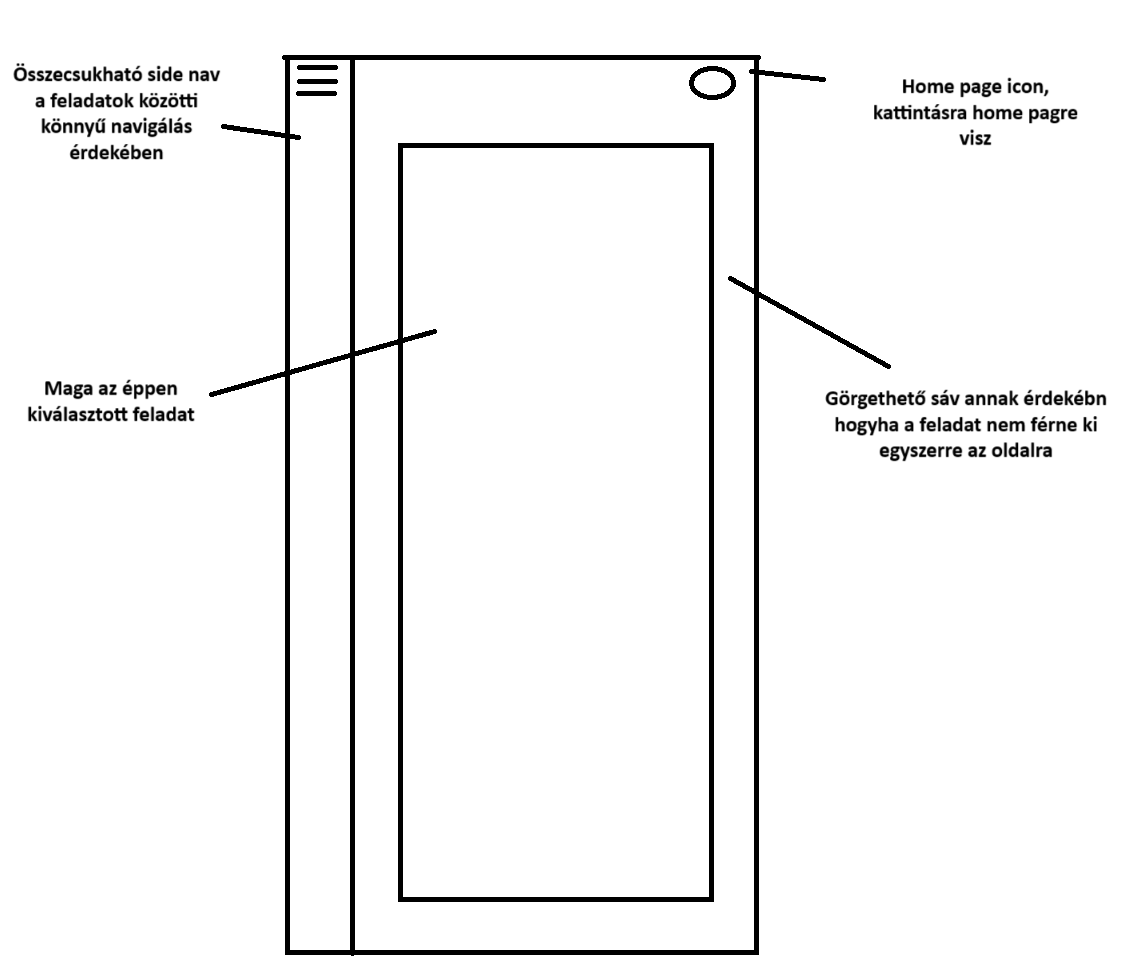 Összecsukható side nav
a feladatok közötti
könnyű navigálás
érdekében
Home page icon,
kattintásra home pagre
visz
Maga az éppen
kiválasztott feladat
Görgethető sáv annak érdekébn
hogyha a feladat nem férne ki
egyszerre az oldalra